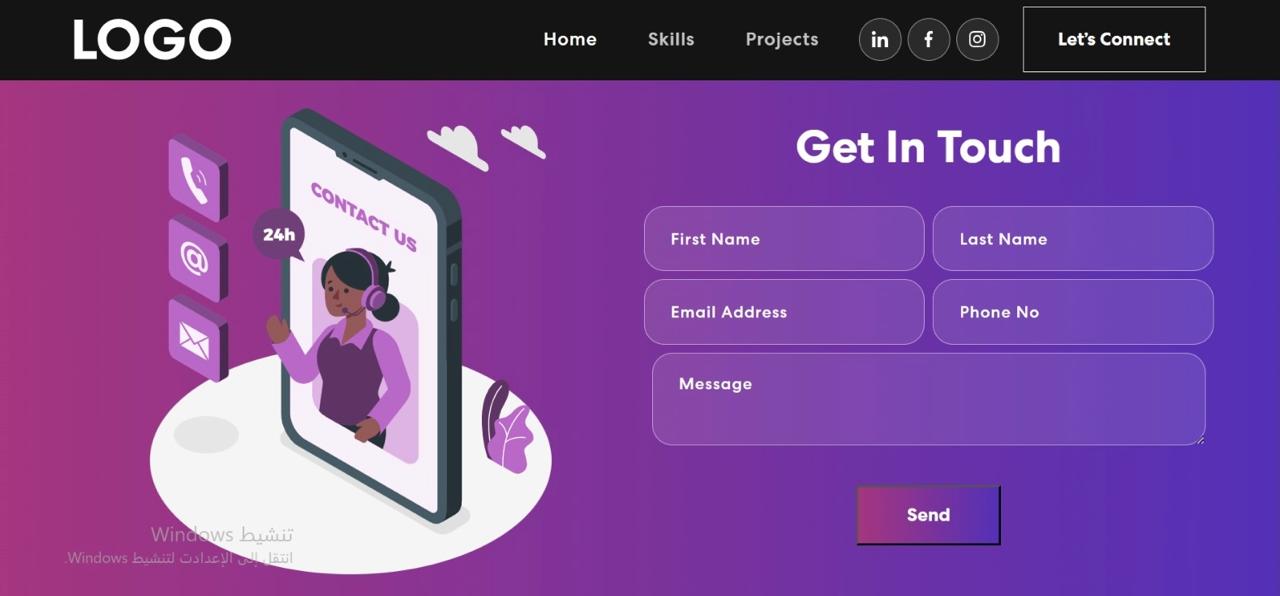 LOGO
Home
Skills
Projects
Let's Connect
CONTACT US
24h
Get In Touch
First Name
Last Name
Email Address
Phone No
Message
Send
تنشيط Windows
انتقل إلى الإعدادت لتنشيط Windows.